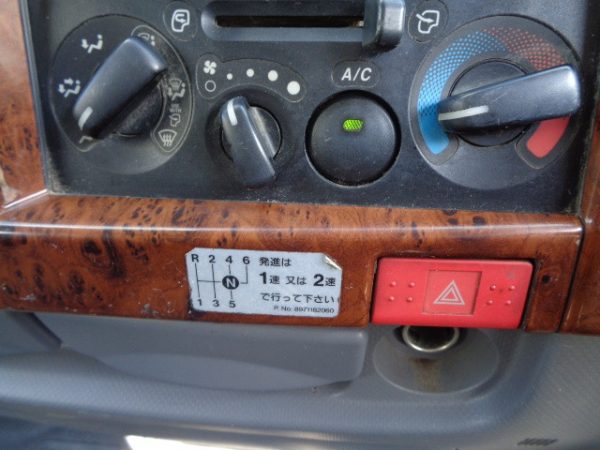 A/C
R 2 4 6 発進は
N 1速 又は 2速
1 3 5 で行って下さい
P.No. 8971182060